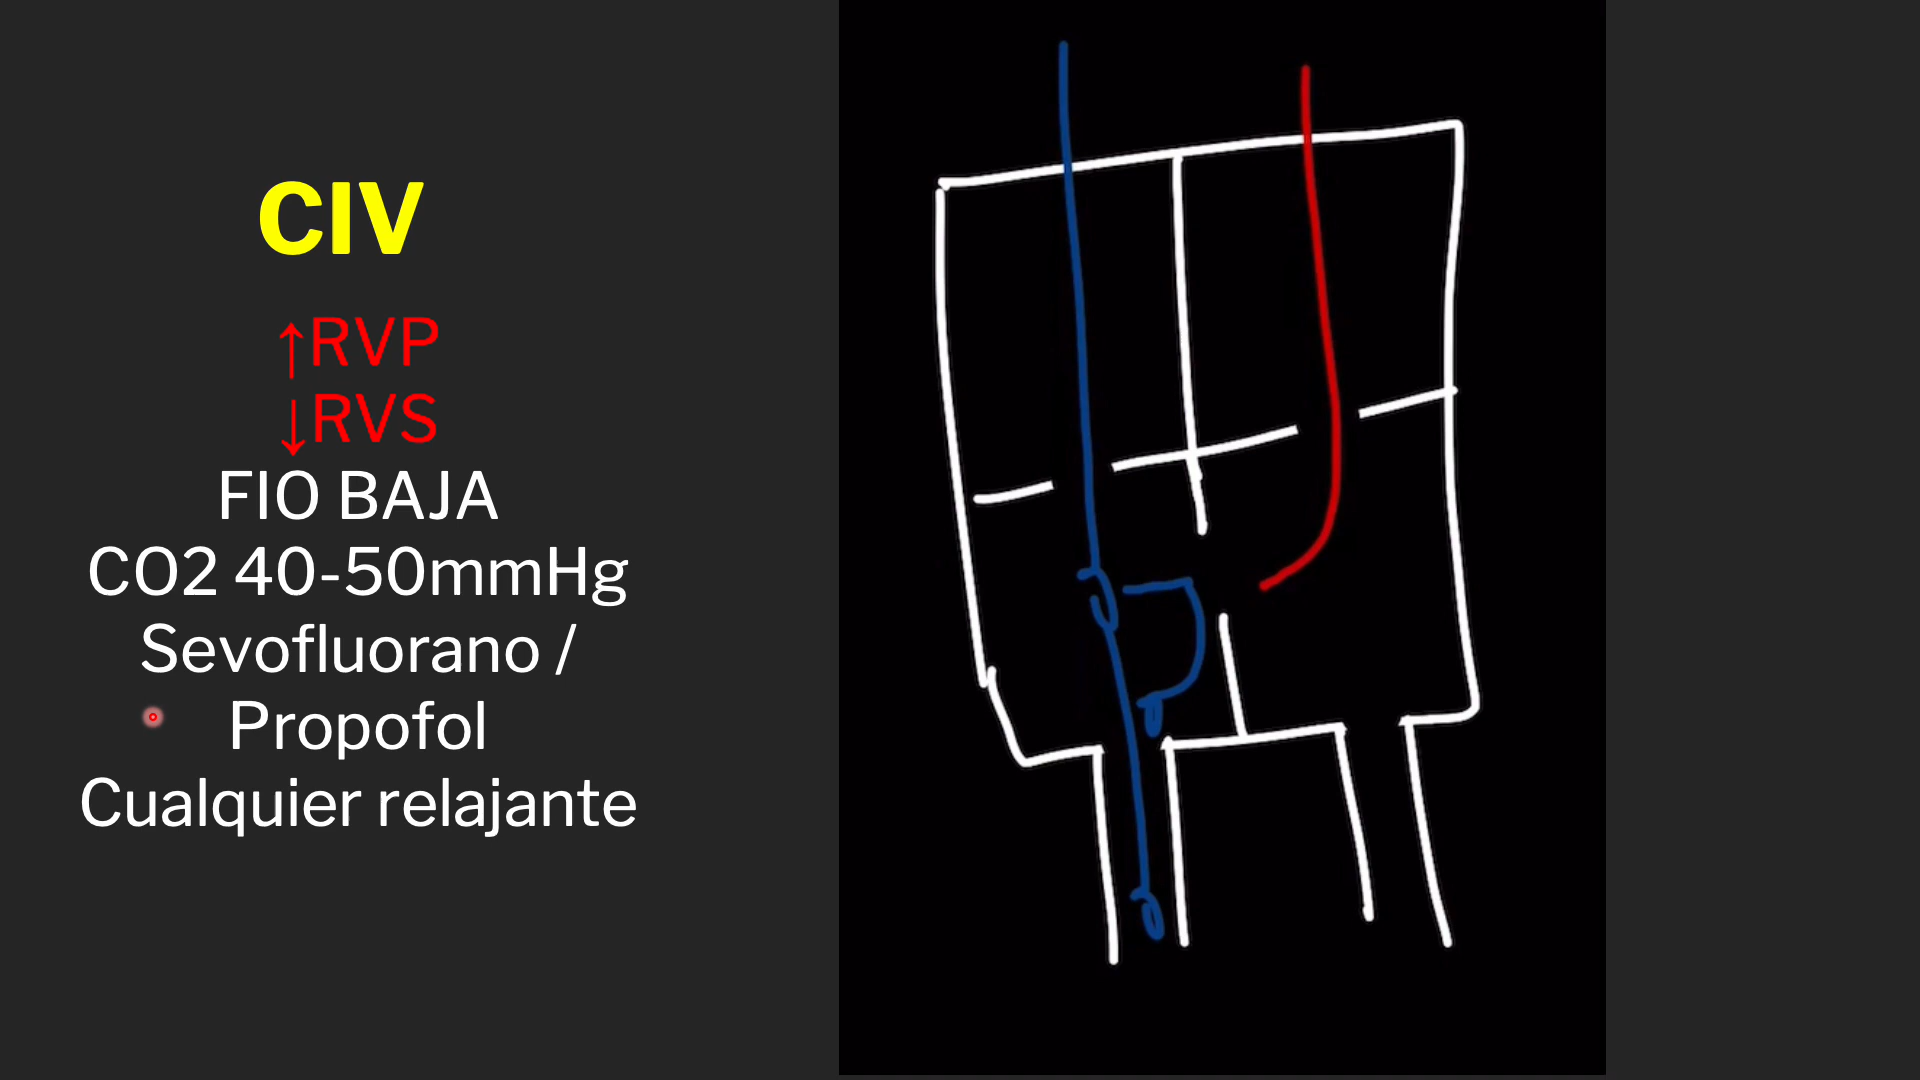 CIV
↑RVP
↓RVS
FIO BAJA
CO2 40-50mmHg
Sevofluorano /
Propofol
Cualquier relajante